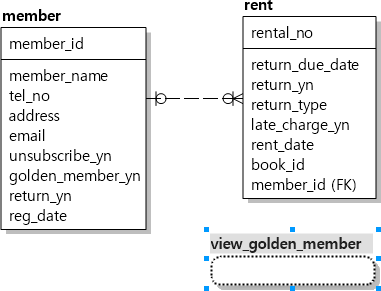 member
member_id
member_name
tel_no
address
email
unsubscribe_yn
golden_member_yn
return_yn
reg_date
rent
rental_no
return_due_date
return_yn
return_type
late_charge_yn
rent_date
book_id
member_id (FK)
view_golden_member